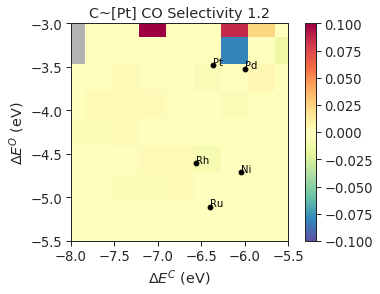 C~[Pt] CO Selectivity 1.2
−3.0
−3.5
−4.0
−4.5
−5.0
−5.5
ΔE^O (eV)
Pt
Pd
Rh
Ni
Ru
−8.0 −7.5 −7.0 −6.5 −6.0 −5.5
ΔE^C (eV)
0.100
0.075
0.050
0.025
0.000
−0.025
−0.050
−0.075
−0.100